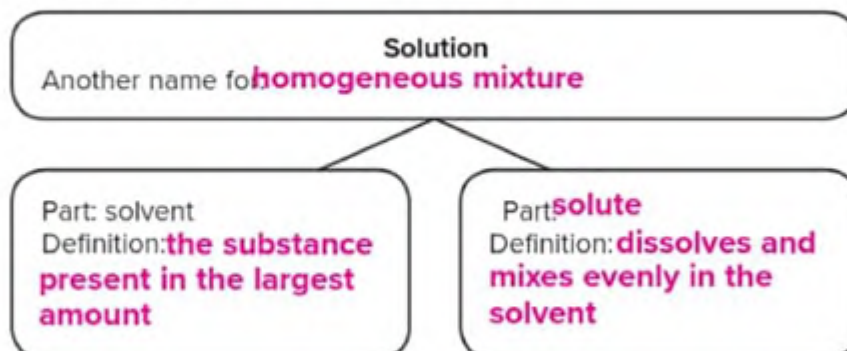 Solution
Another name for: homogeneous mixture
Part: solvent
Definition: the substance
present in the largest
amount
Part: solute
Definition: dissolves and
mixes evenly in the
solvent